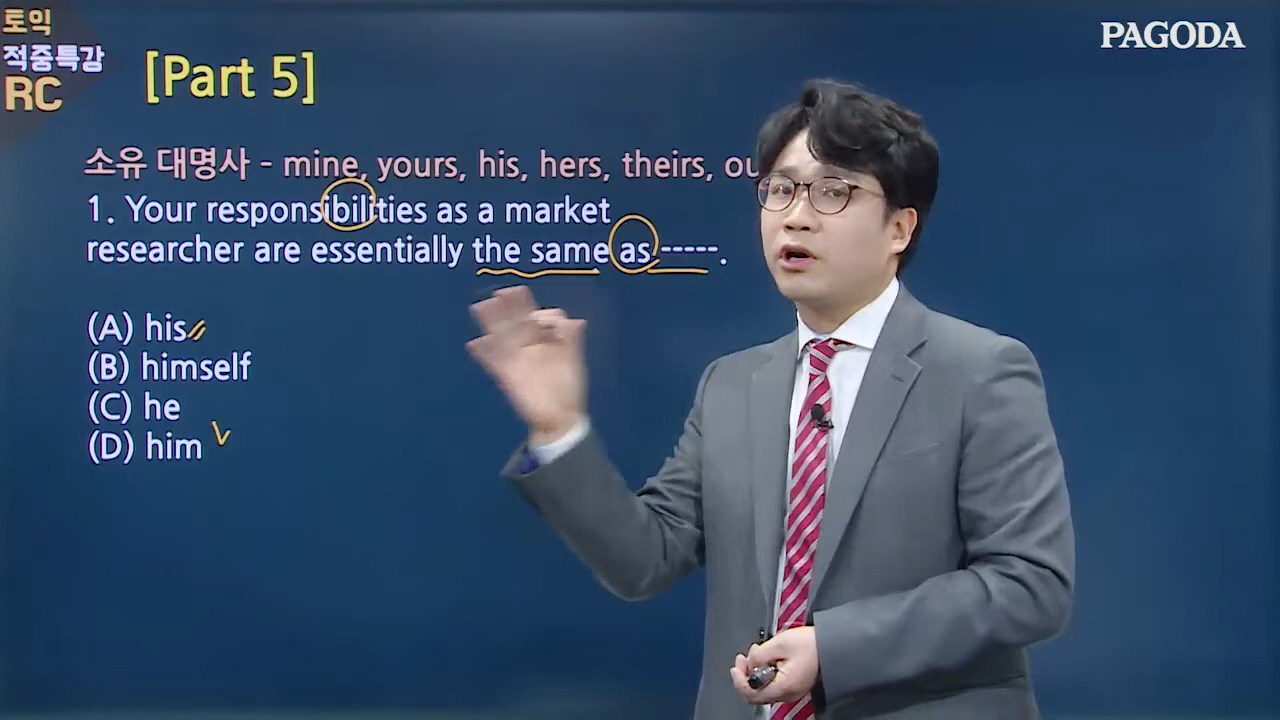 토익
적중특강
RC
PAGODA
[Part 5]
소유 대명사 - mine, yours, his, hers, theirs,
1. Your responsibilities as a market
researcher are essentially the same as -----.
(A) his
(B) himself
(C) he
(D) him